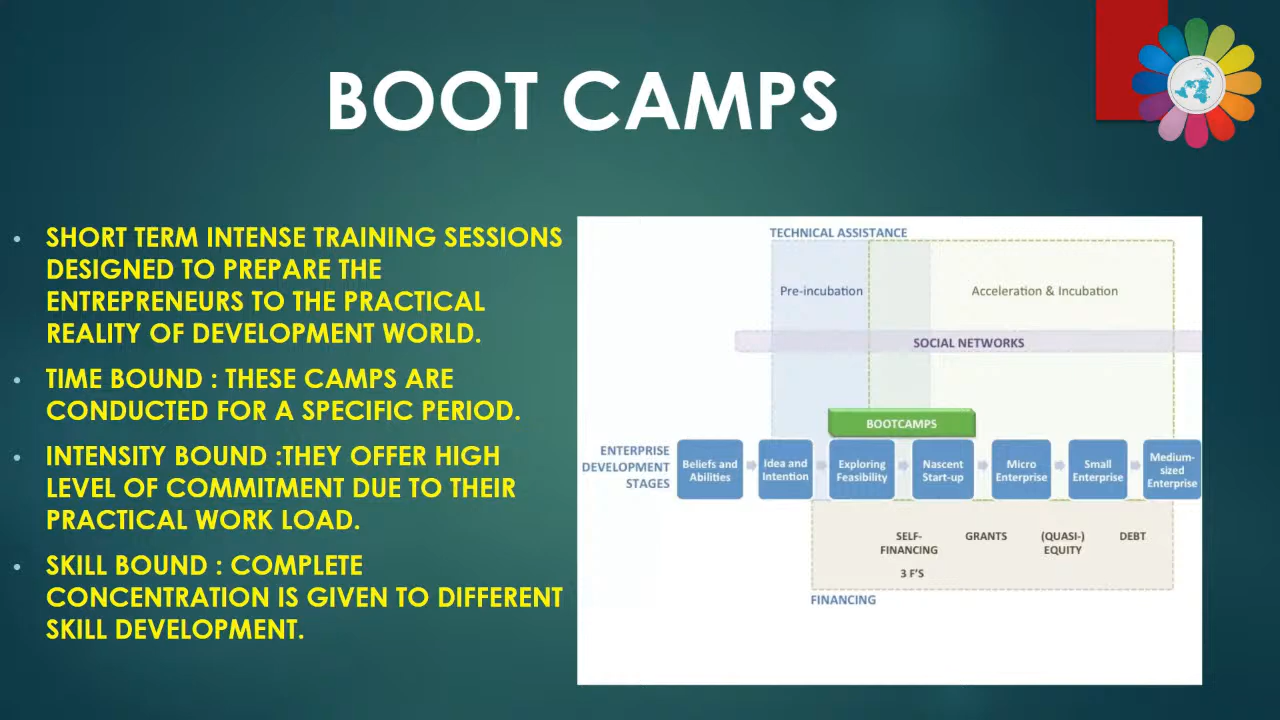 BOOT CAMPS
• SHORT TERM INTENSE TRAINING SESSIONS
DESIGNED TO PREPARE THE
ENTREPRENEURS TO THE PRACTICAL
REALITY OF DEVELOPMENT WORLD.
• TIME BOUND : THESE CAMPS ARE
CONDUCTED FOR A SPECIFIC PERIOD.
• INTENSITY BOUND :THEY OFFER HIGH
LEVEL OF COMMITMENT DUE TO THEIR
PRACTICAL WORK LOAD.
• SKILL BOUND : COMPLETE
CONCENTRATION IS GIVEN TO DIFFERENT
SKILL DEVELOPMENT.
TECHNICAL ASSISTANCE
Pre-incubation
Acceleration & Incubation
SOCIAL NETWORKS
BOOTCAMPS
ENTERPRISE
DEVELOPMENT
STAGES
Beliefs and
Abilities
Idea and
Intention
Exploring
Feasibility
Nascent
Start-up
Micro
Enterprise
Small
Enterprise
Medium-
sized
Enterprise
SELF-
FINANCING
3 F'S
GRANTS
(QUASI-)
EQUITY
DEBT
FINANCING